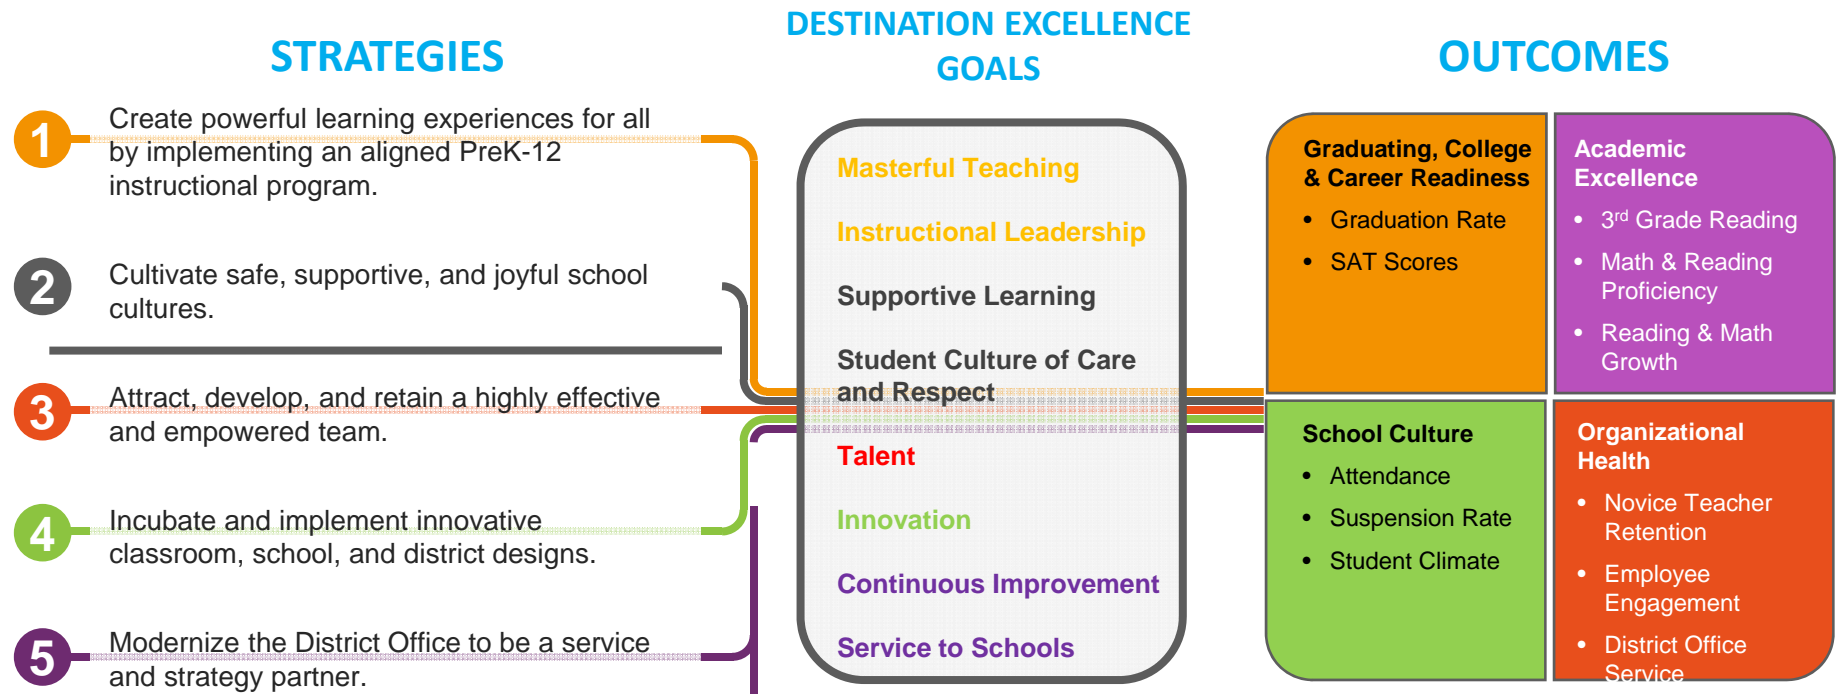 STRATEGIES
1
Create powerful learning experiences for all
by implementing an aligned PreK-12
instructional program.
2
Cultivate safe, supportive, and joyful school
cultures.
3
Attract, develop, and retain a highly effective
and empowered team.
4
Incubate and implement innovative
classroom, school, and district designs.
5
Modernize the District Office to be a service
and strategy partner.
DESTINATION EXCELLENCE
GOALS
Masterful Teaching
Instructional Leadership
Supportive Learning
Student Culture of Care
and Respect
Talent
Innovation
Continuous Improvement
Service to Schools
OUTCOMES
Graduating, College
& Career Readiness
• Graduation Rate
• SAT Scores
Academic
Excellence
• 3rd Grade Reading
• Math & Reading
Proficiency
• Reading & Math
Growth
School Culture
• Attendance
• Suspension Rate
• Student Climate
Organizational
Health
• Novice Teacher
Retention
• Employee
Engagement
• District Office
Service